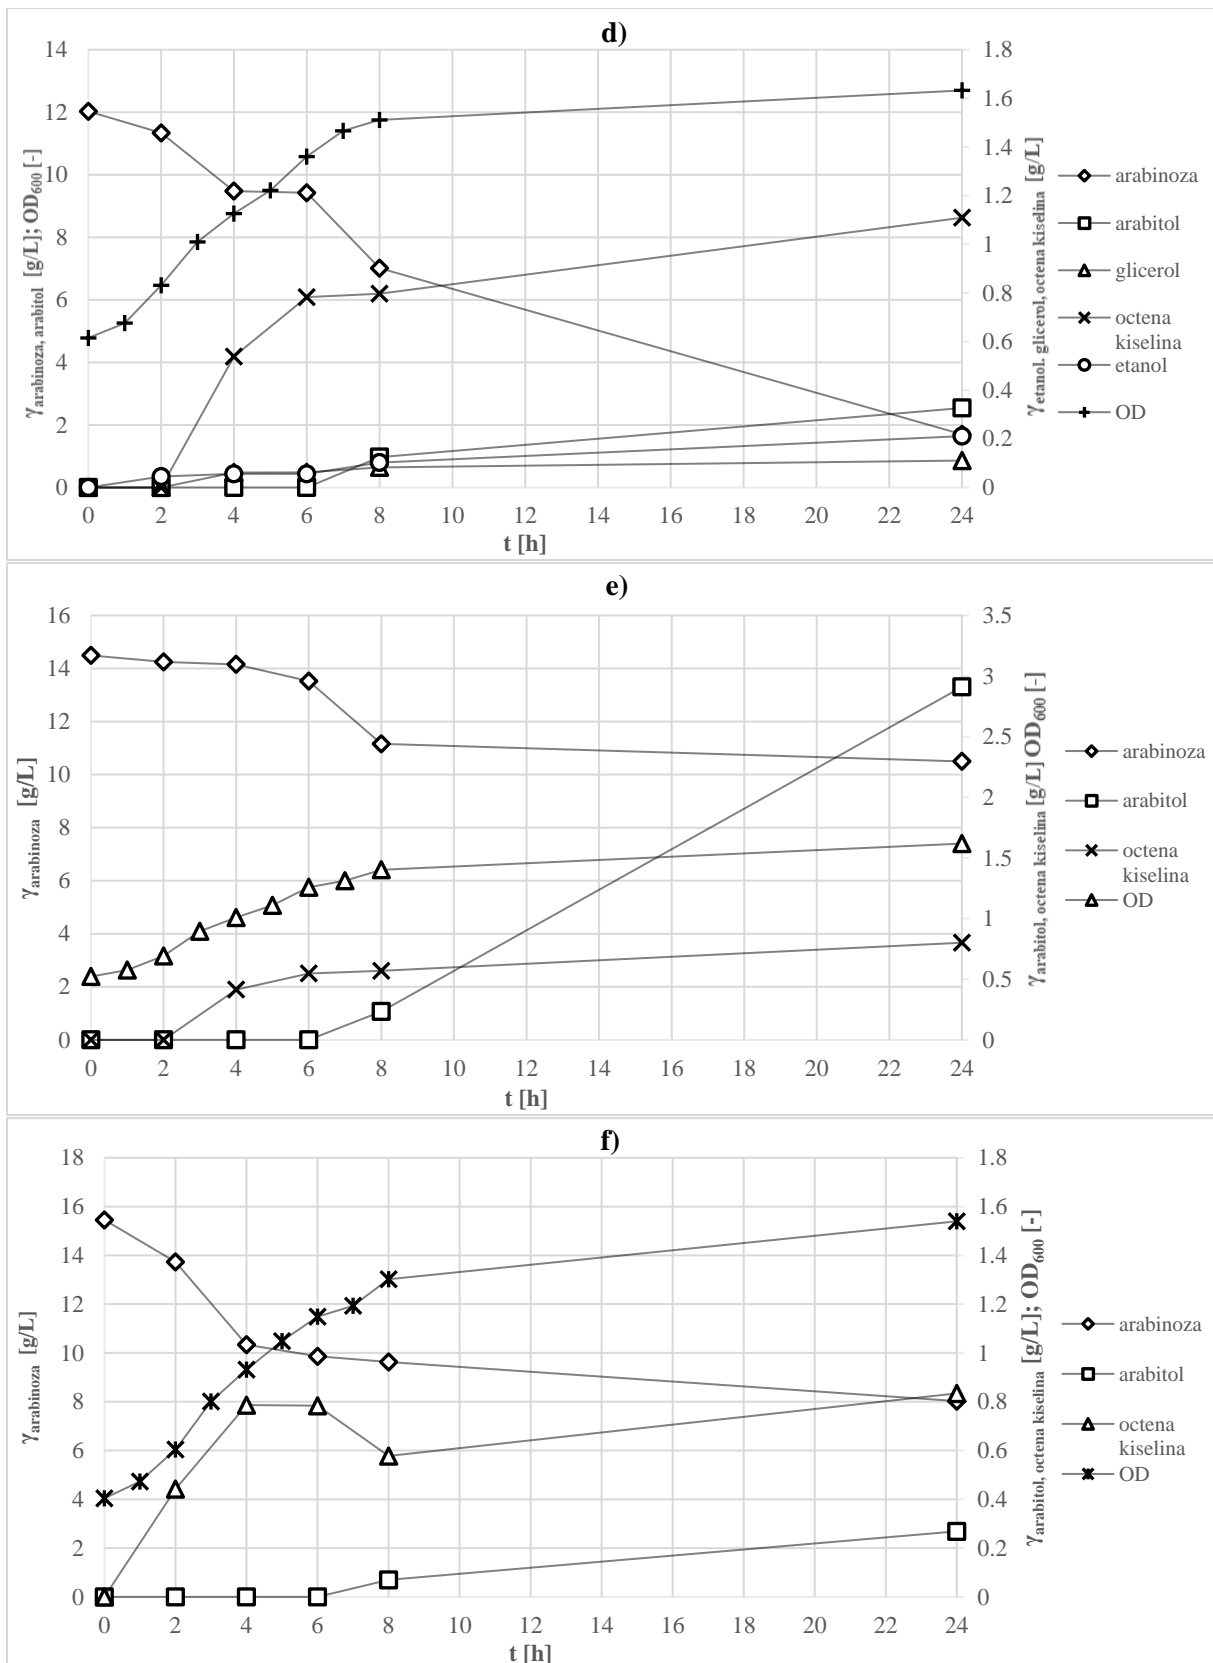 d)
14
12
10
8
6
4
2
0
γarabinoza, arabitol [g/L]; OD600 [-]
1.8
1.6
1.4
1.2
1
0.8
0.6
0.4
0.2
0
γetanol. glicerol, octena kiselina [g/L]
0 2 4 6 8 10 12 14 16 18 20 22 24
t [h]
arabinoza
arabitol
glicerol
octena
kiselina
etanol
OD
e)
16
14
12
10
8
6
4
2
0
γarabinoza [g/L]
3.5
3
2.5
2
1.5
1
0.5
0
γarabitol, octena kiselina [g/L] OD600 [-]
0 2 4 6 8 10 12 14 16 18 20 22 24
t [h]
arabinoza
arabitol
octena
kiselina
OD
f)
18
16
14
12
10
8
6
4
2
0
γarabinoza [g/L]
1.8
1.6
1.4
1.2
1
0.8
0.6
0.4
0.2
0
γarabitol, octena kiselina [g/L]; OD600 [-]
0 2 4 6 8 10 12 14 16 18 20 22 24
t [h]
arabinoza
arabitol
octena
kiselina
OD